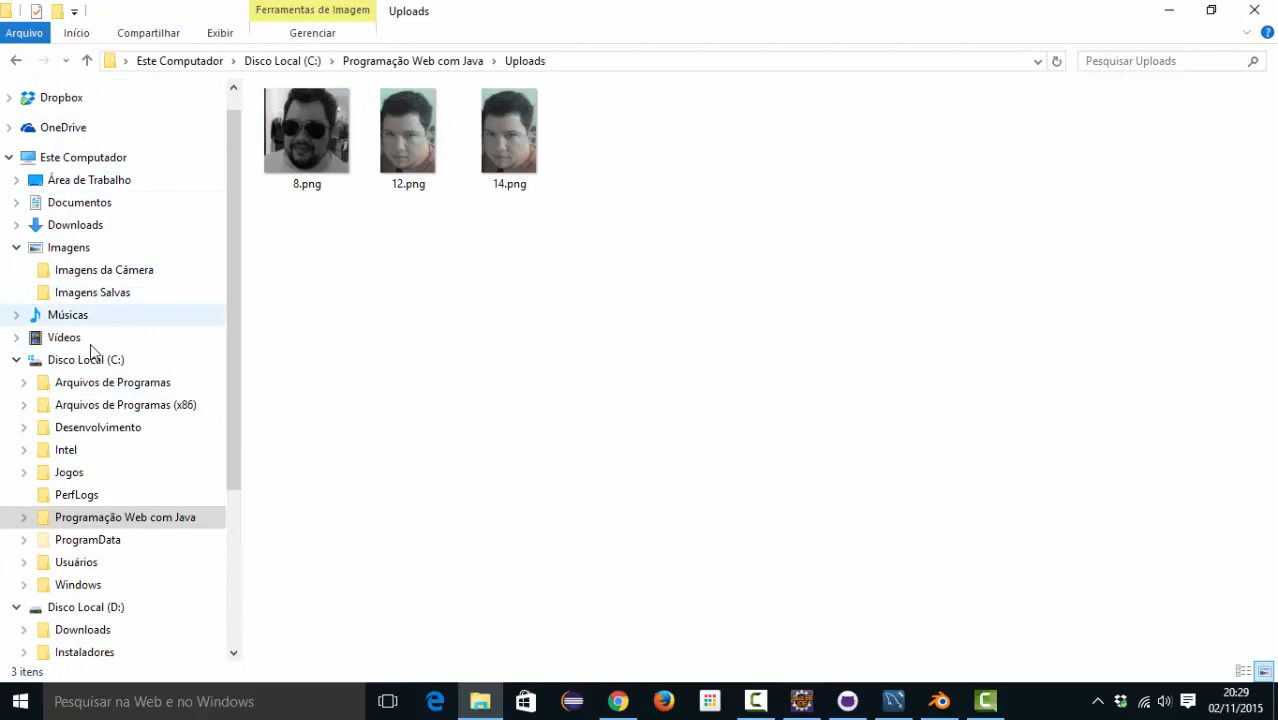 Ferramentas de Imagem
Uploads
Arquivo
Início
Compartilhar
Exibir
Gerenciar
Este Computador
Disco Local (C:)
Programação Web com Java
Uploads
Pesquisar Uploads
Dropbox
OneDrive
Este Computador
Área de Trabalho
Documentos
Downloads
Imagens
Imagens da Câmera
Imagens Salvas
Músicas
Vídeos
Disco Local (C:)
Arquivos de Programas
Arquivos de Programas (x86)
Desenvolvimento
Intel
Jogos
PerfLogs
Programação Web com Java
ProgramData
Usuários
Windows
Disco Local (D:)
Downloads
Instaladores
8.png
12.png
14.png
3 itens
Pesquisar na Web e no Windows
20:29
02/11/2015